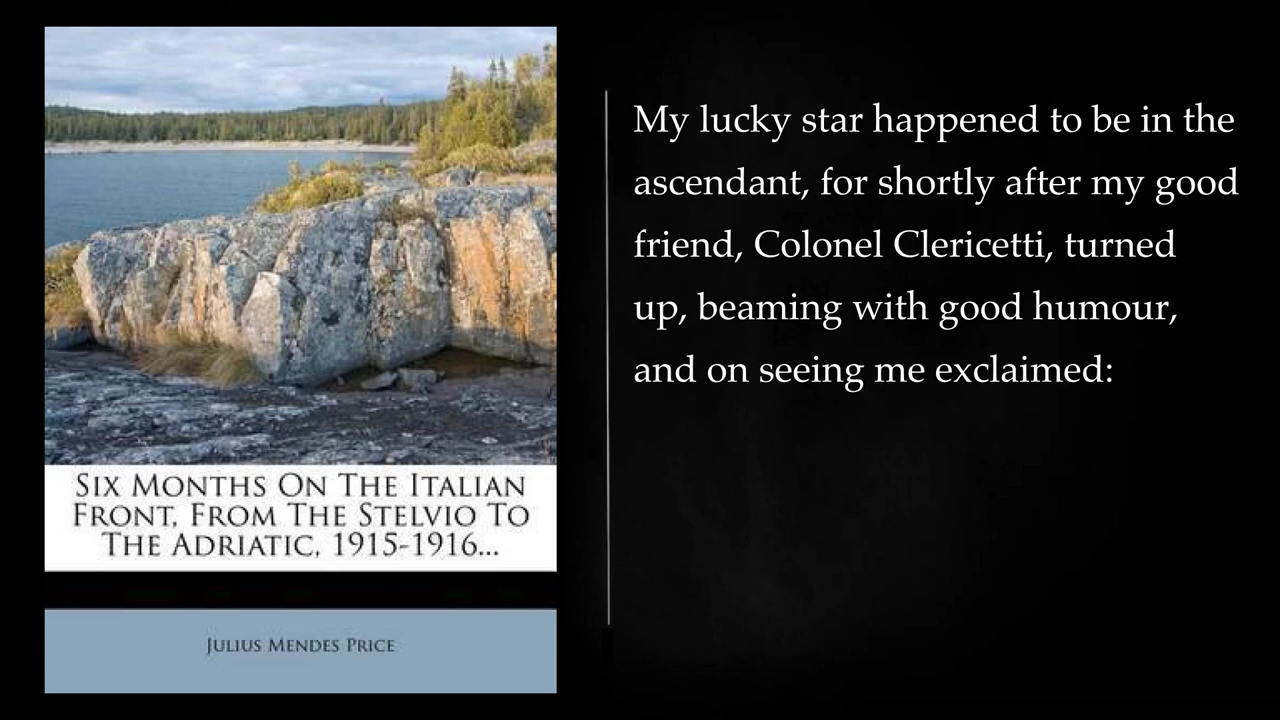 Six Months On The Italian
Front, From The Stelvio To
The Adriatic, 1915-1916...
Julius Mendes Price
My lucky star happened to be in the
ascendant, for shortly after my good
friend, Colonel Clericetti, turned
up, beaming with good humour,
and on seeing me exclaimed: